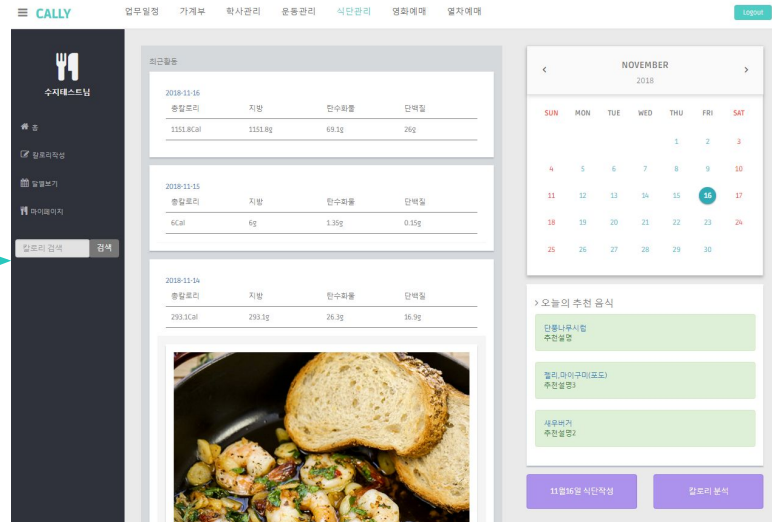 CALLY
업무일정 가계부 학사관리 운동관리 식단관리 영화예매 열차예매
Logout
수지테스트님
홈
칼로리작성
달별보기
마이페이지
칼로리 검색 검색
최근활동
2018-11-16
총칼로리 지방 탄수화물 단백질
1151.8Cal 1151.8g 69.1g 26g
2018-11-15
총칼로리 지방 탄수화물 단백질
6Cal 6g 1.35g 0.15g
2018-11-14
총칼로리 지방 탄수화물 단백질
293.1Cal 293.1g 26.3g 16.9g
‹ NOVEMBER ›
2018
SUN MON TUE WED THU FRI SAT
1 2 3
4 5 6 7 8 9 10
11 12 13 14 15 16 17
18 19 20 21 22 23 24
25 26 27 28 29 30
> 오늘의 추천 음식
단풍나무시럽
추천설명
젤리,마이구미(포도)
추천설명3
새우버거
추천설명2
11월16일 식단작성
칼로리 분석